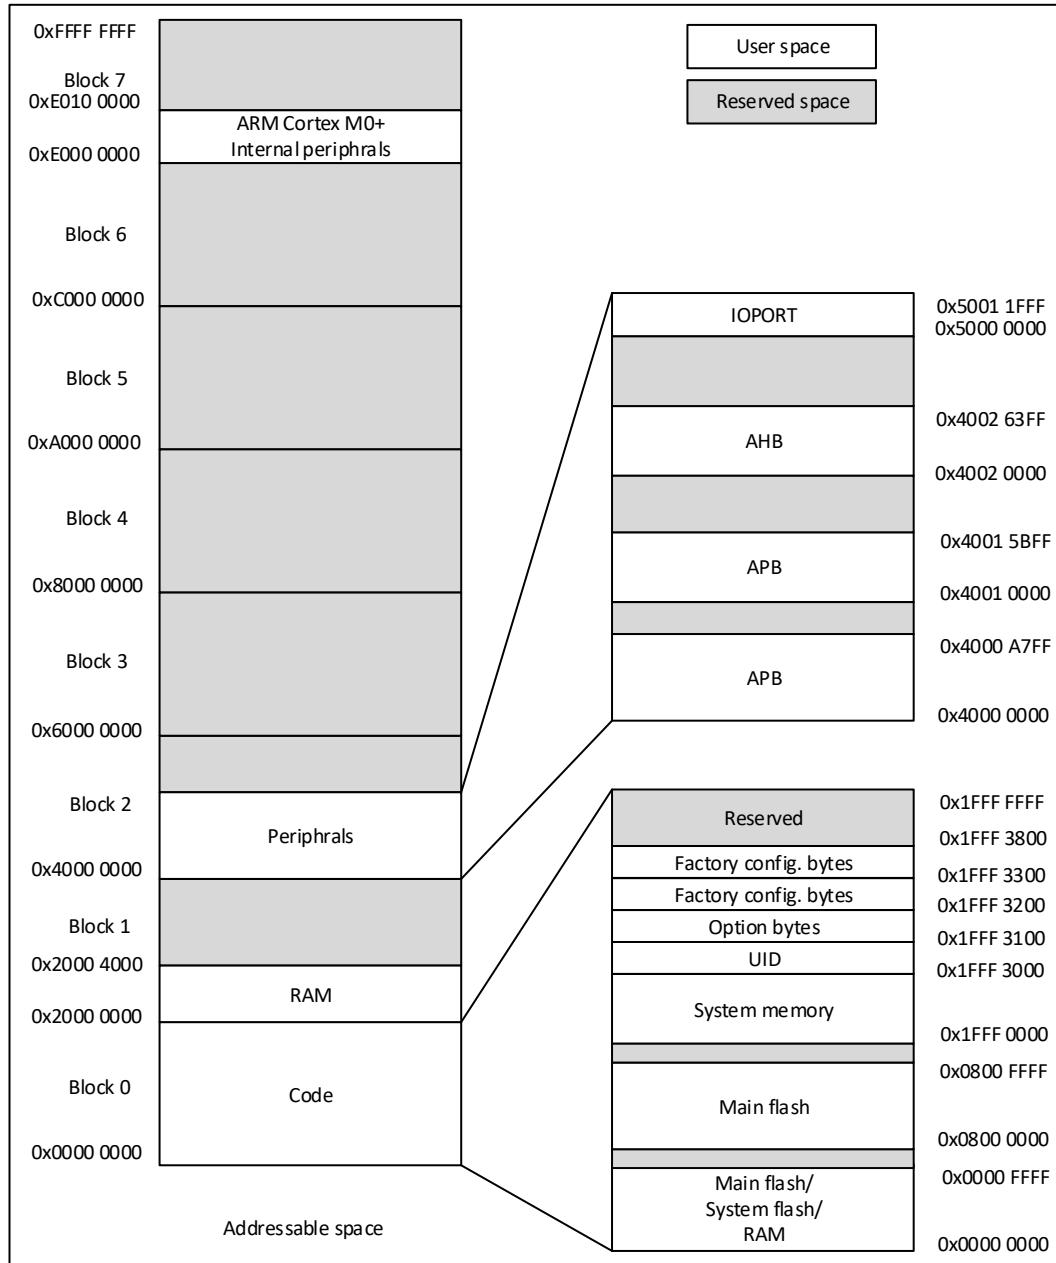 0xFFFF FFFF
Block 7
0xE010 0000
ARM Cortex M0+
Internal periphrals
0xE000 0000
Block 6
0xC000 0000
Block 5
0xA000 0000
Block 4
0x8000 0000
Block 3
0x6000 0000
Block 2
Periphrals
0x4000 0000
Block 1
0x2000 4000
RAM
0x2000 0000
Block 0
Code
0x0000 0000
Addressable space
User space
Reserved space
IOPORT
0x5001 1FFF
0x5000 0000
AHB
0x4002 63FF
0x4002 0000
APB
0x4001 5BFF
0x4001 0000
APB
0x4000 A7FF
0x4000 0000
Reserved
0x1FFF FFFF
0x1FFF 3800
Factory config. bytes
0x1FFF 3300
Factory config. bytes
0x1FFF 3200
Option bytes
0x1FFF 3100
UID
0x1FFF 3000
System memory
0x1FFF 0000
0x0800 FFFF
Main flash
0x0800 0000
0x0000 FFFF
Main flash/
System flash/
RAM
0x0000 0000